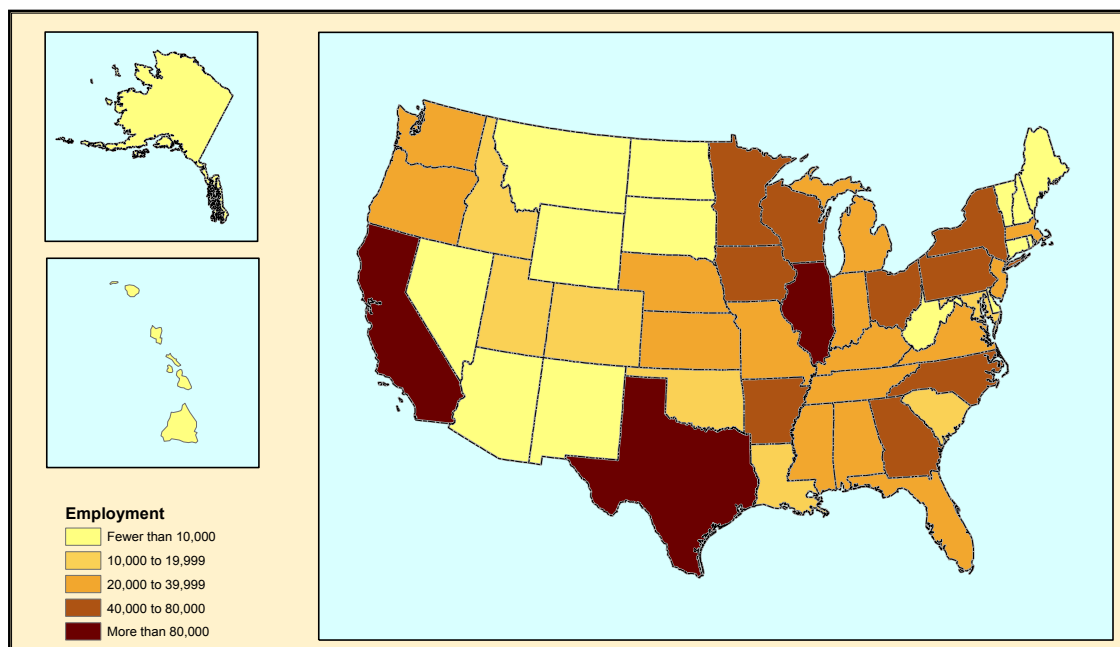 Employment
Fewer than 10,000
10,000 to 19,999
20,000 to 39,999
40,000 to 80,000
More than 80,000